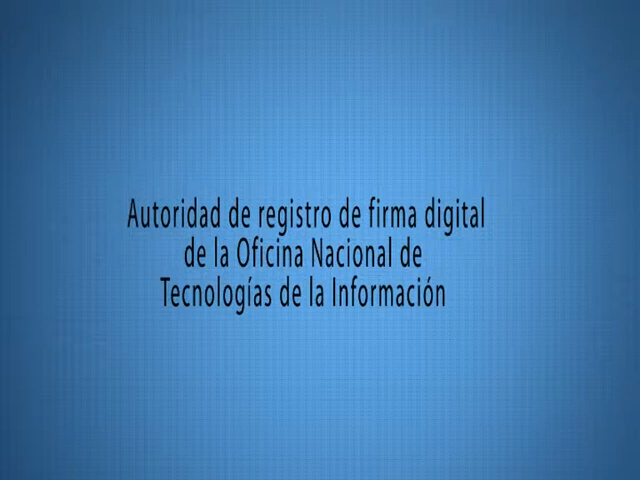 Autoridad de registro de firma digital
de la Oficina Nacional de
Tecnologías de la Información